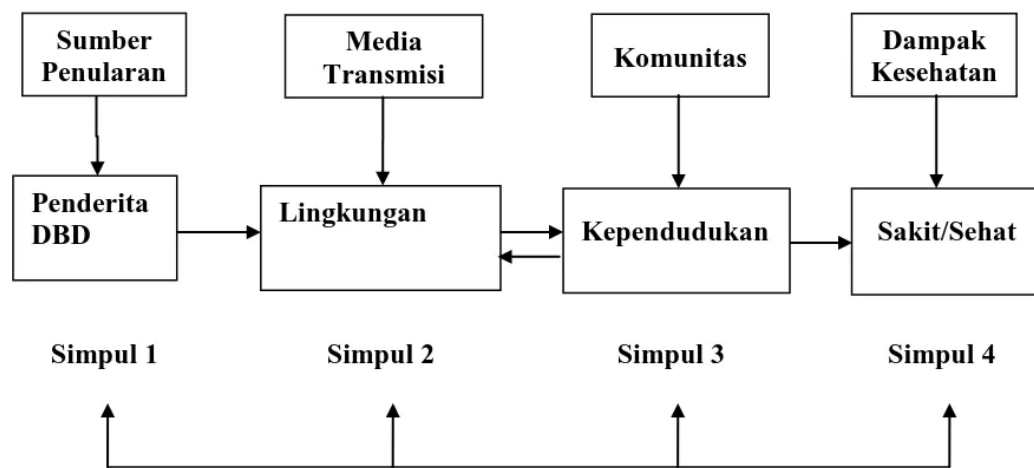 Sumber
Penularan
Media
Transmisi
Komunitas
Dampak
Kesehatan
Penderita
DBD
Lingkungan
Kependudukan
Sakit/Sehat
Simpul 1
Simpul 2
Simpul 3
Simpul 4